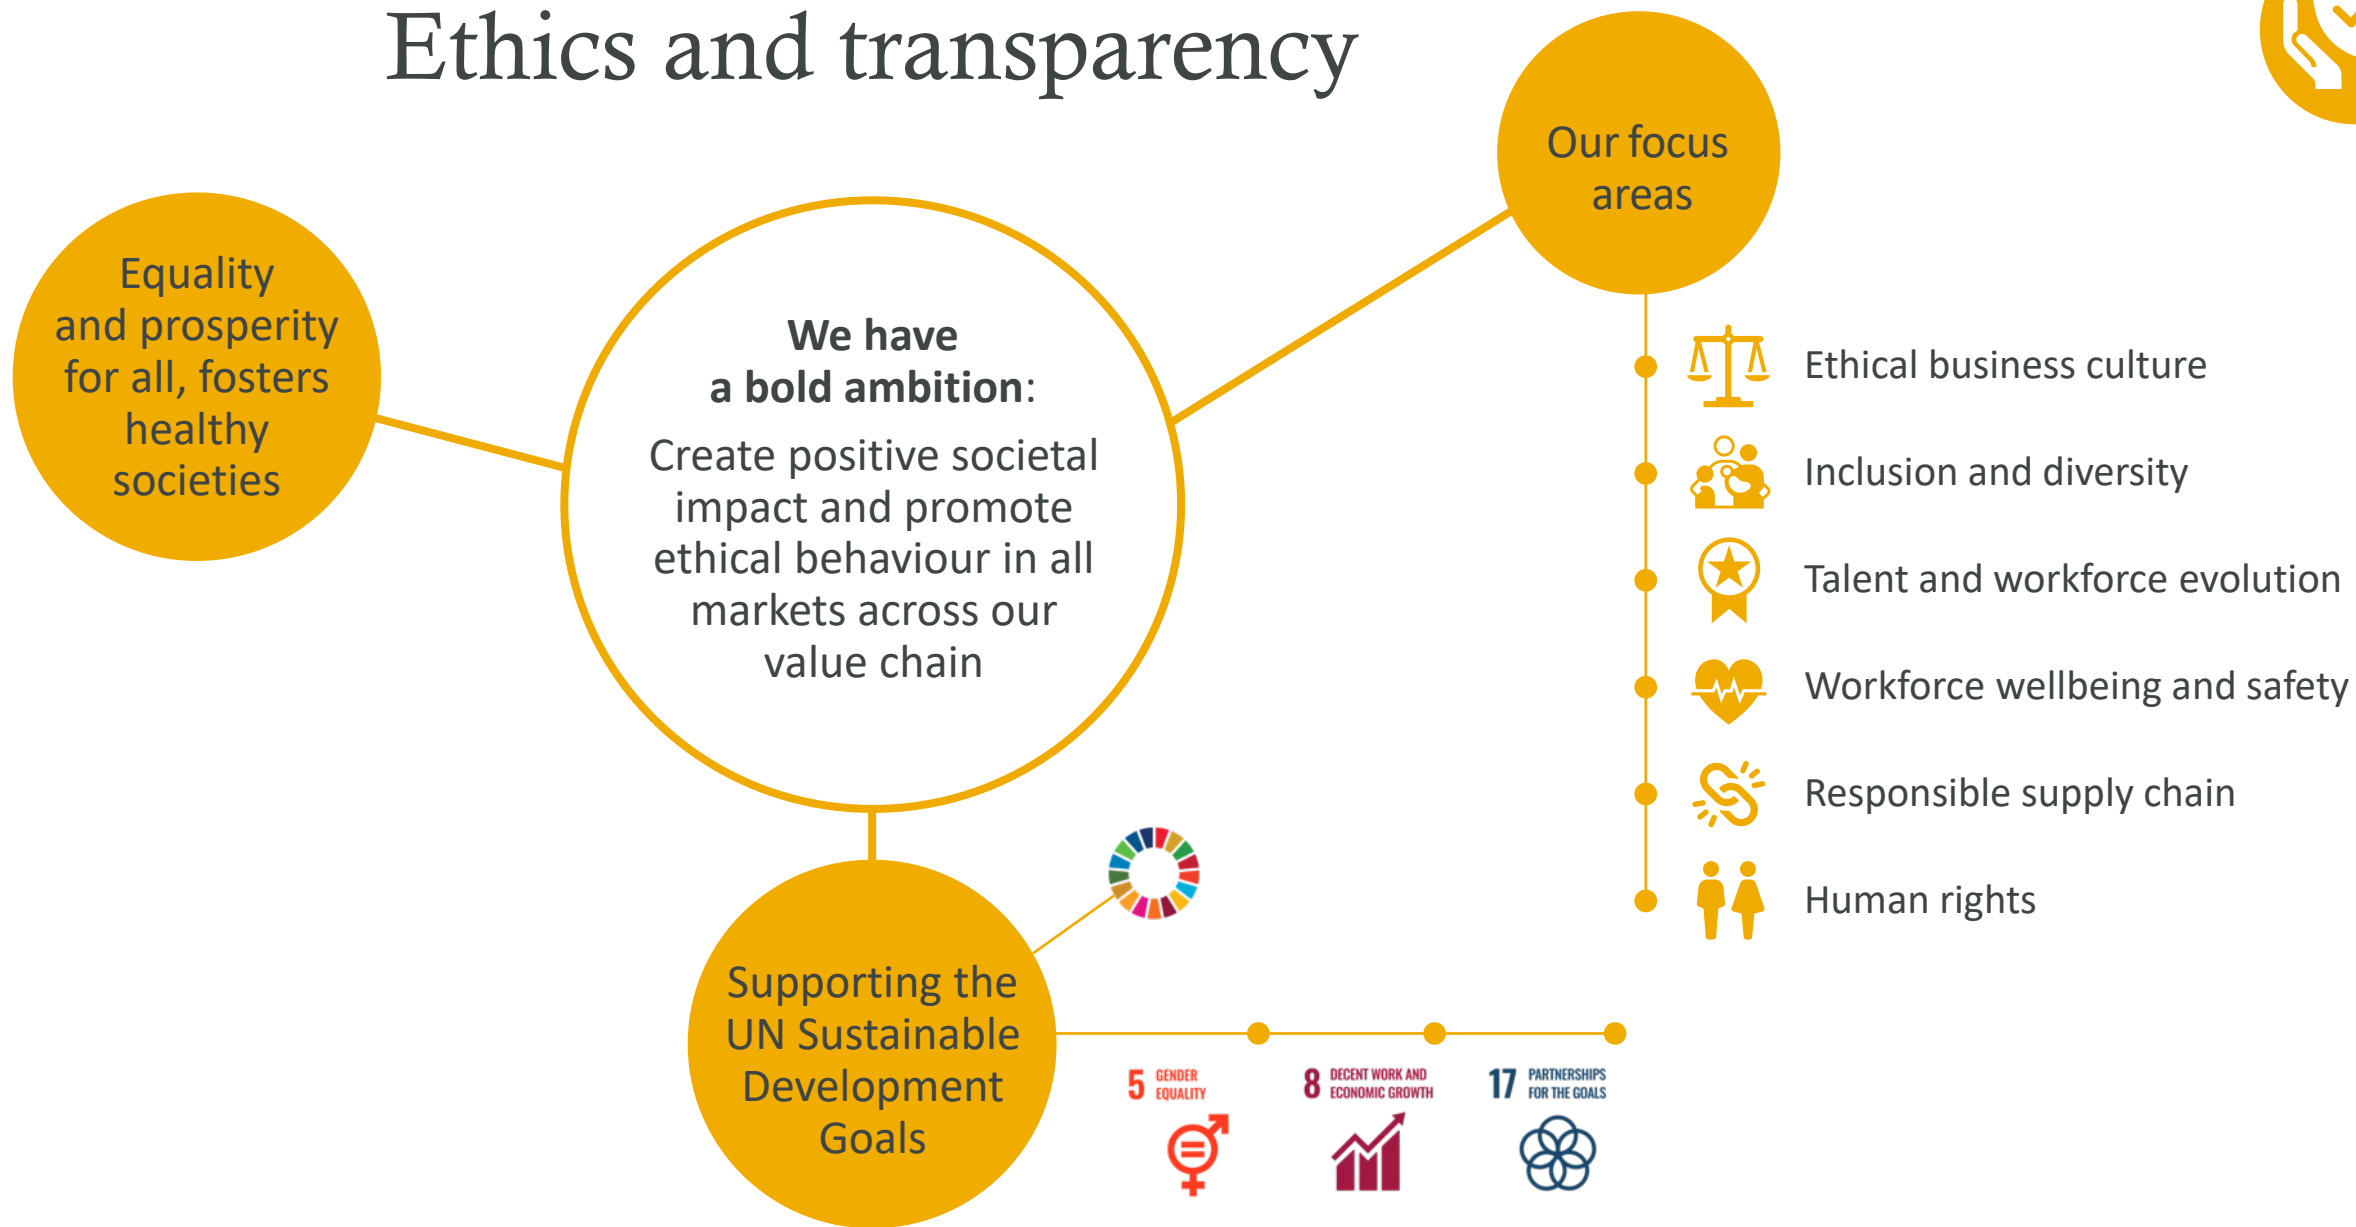 Ethics and transparency
Equality
and prosperity
for all, fosters
healthy
societies
We have
a bold ambition:
Create positive societal
impact and promote
ethical behaviour in all
markets across our
value chain
Our focus
areas
Ethical business culture
Inclusion and diversity
Talent and workforce evolution
Workforce wellbeing and safety
Responsible supply chain
Human rights
Supporting the
UN Sustainable
Development
Goals
5 GENDER
EQUALITY
8 DECENT WORK AND
ECONOMIC GROWTH
17 PARTNERSHIPS
FOR THE GOALS